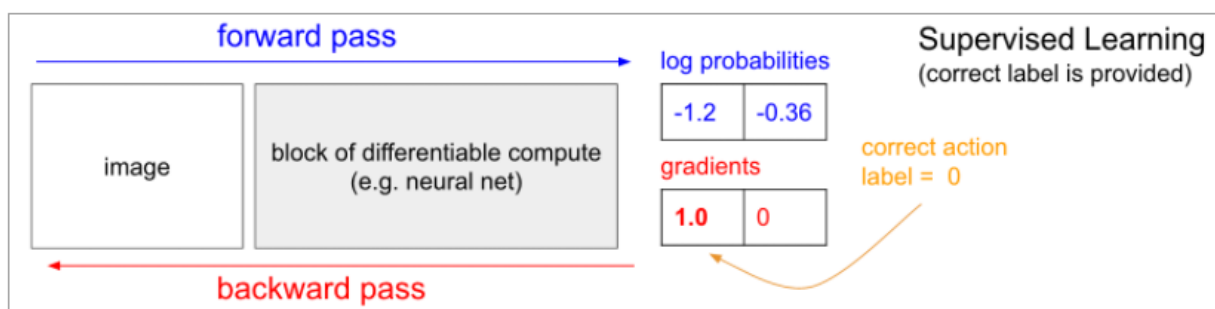 forward pass
Supervised Learning
(correct label is provided)
log probabilities
-1.2 -0.36
image
block of differentiable compute
(e.g. neural net)
correct action
label = 0
gradients
1.0 0
backward pass